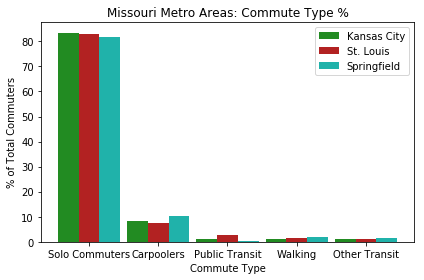 Missouri Metro Areas: Commute Type %
Kansas City
St. Louis
Springfield
% of Total Commuters
80
70
60
50
40
30
20
10
0
Solo Commuters Carpoolers Public Transit Walking Other Transit
Commute Type